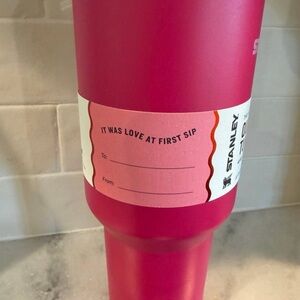 IT WAS LOVE AT FIRST SIP
To:
From:
STANLEY